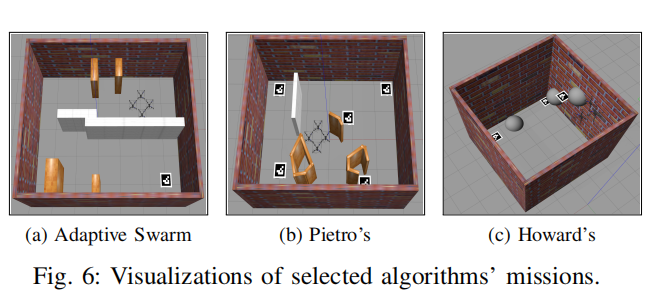 (a) Adaptive Swarm
(b) Pietro's
(c) Howard's
Fig. 6: Visualizations of selected algorithms' missions.